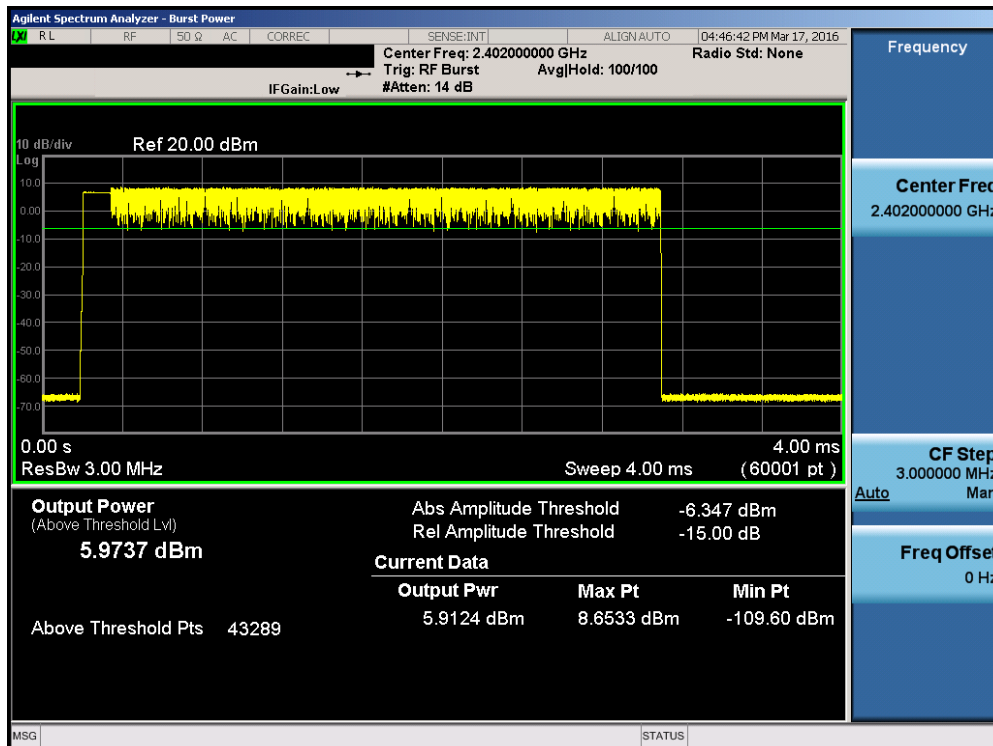 Agilent Spectrum Analyzer - Burst Power
LXI RL RF 50 Ω AC CORREC SENSE:INT ALIGN AUTO 04:46:42 PM Mar 17, 2016
Center Freq: 2.402000000 GHz Radio Std: None
Trig: RF Burst Avg|Hold: 100/100
IFGain:Low #Atten: 14 dB
Frequency
10 dB/div Ref 20.00 dBm
Log
10.0
0.00
-10.0
-20.0
-30.0
-40.0
-50.0
-60.0
-70.0
0.00 s 4.00 ms
ResBw 3.00 MHz Sweep 4.00 ms (60001 pt)
Center Freq
2.402000000 GHz
CF Step
3.000000 MHz
Auto Man
Freq Offset
0 Hz
Output Power
(Above Threshold Lvl)
5.9737 dBm
Above Threshold Pts 43289
Abs Amplitude Threshold -6.347 dBm
Rel Amplitude Threshold -15.00 dB
Current Data
Output Pwr Max Pt Min Pt
5.9124 dBm 8.6533 dBm -109.60 dBm
MSG STATUS